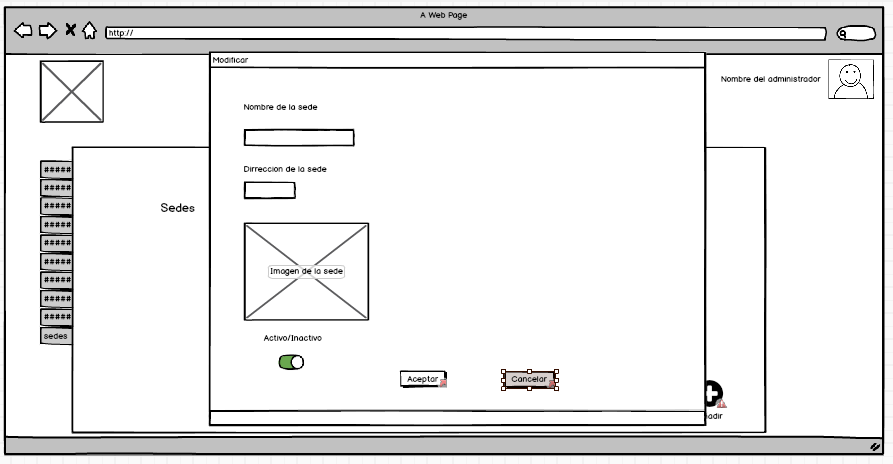 A Web Page
http://
Modificar
Nombre del administrador
Nombre de la sede
Dirreccion de la sede
#####
#####
#####
#####
#####
#####
#####
#####
#####
sedes
Sedes
Imagen de la sede
Activo/Inactivo
Aceptar
Cancelar
adir